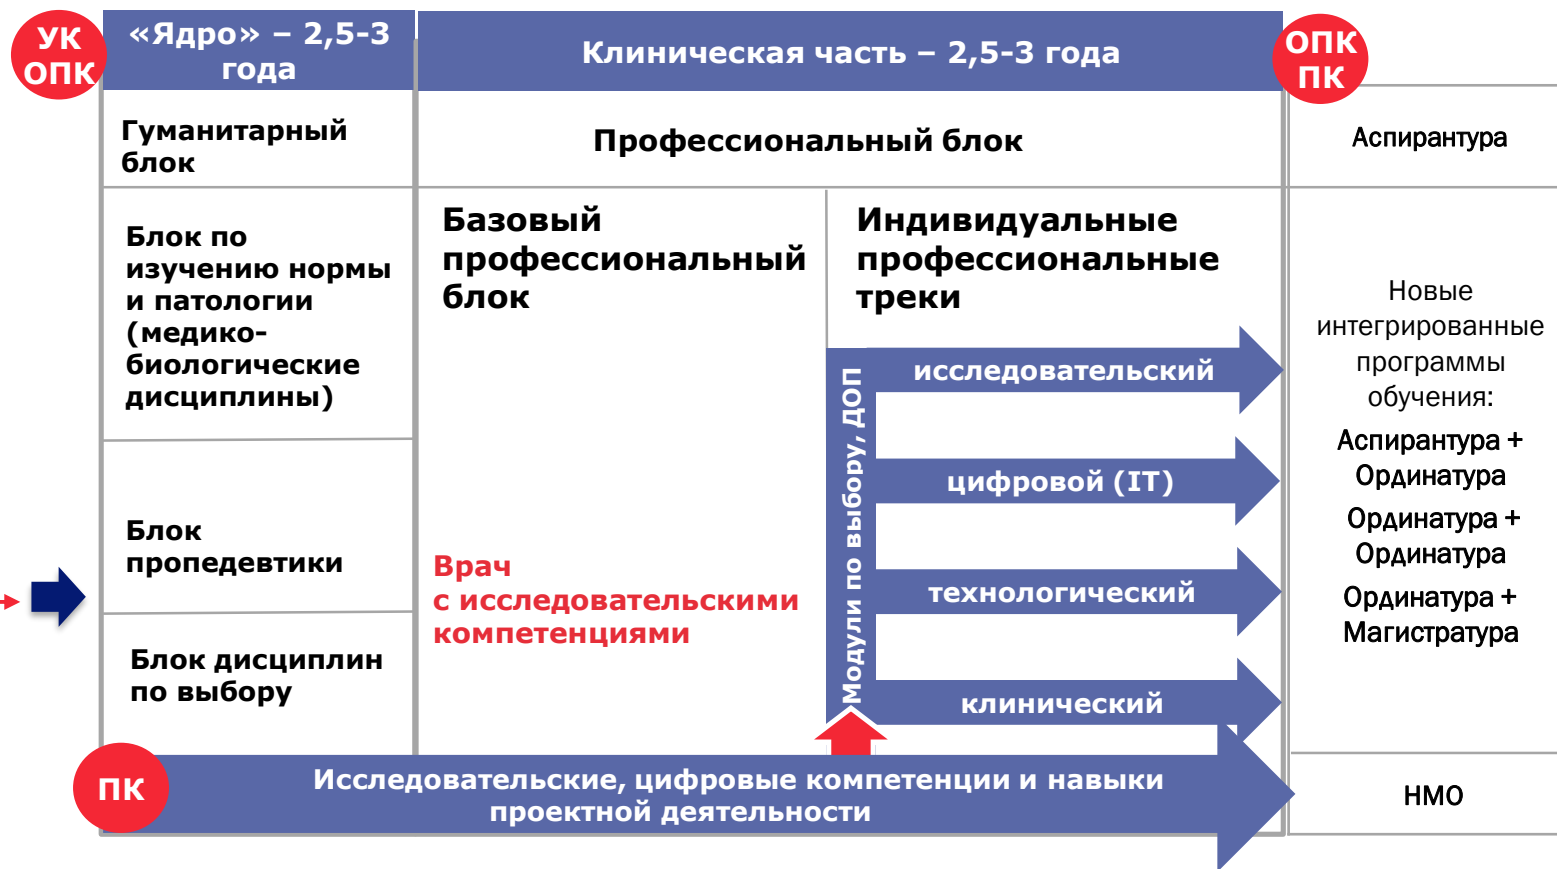 УК
ОПК
«Ядро» – 2,5-3
года
Клиническая часть – 2,5-3 года
ОПК
ПК
Гуманитарный
блок
Профессиональный блок
Аспирантура
Блок по
изучению нормы
и патологии
(медико-
биологические
дисциплины)
Блок
пропедевтики
Блок дисциплин
по выбору
Базовый
профессиональный
блок
Врач
с исследовательскими
компетенциями
Индивидуальные
профессиональные
треки
Модули по выбору, ДОП
исследовательский
цифровой (IT)
технологический
клинический
Новые
интегрированные
программы
обучения:
Аспирантура +
Ординатура
Ординатура +
Ординатура
Ординатура +
Магистратура
ПК
Исследовательские, цифровые компетенции и навыки
проектной деятельности
НМО